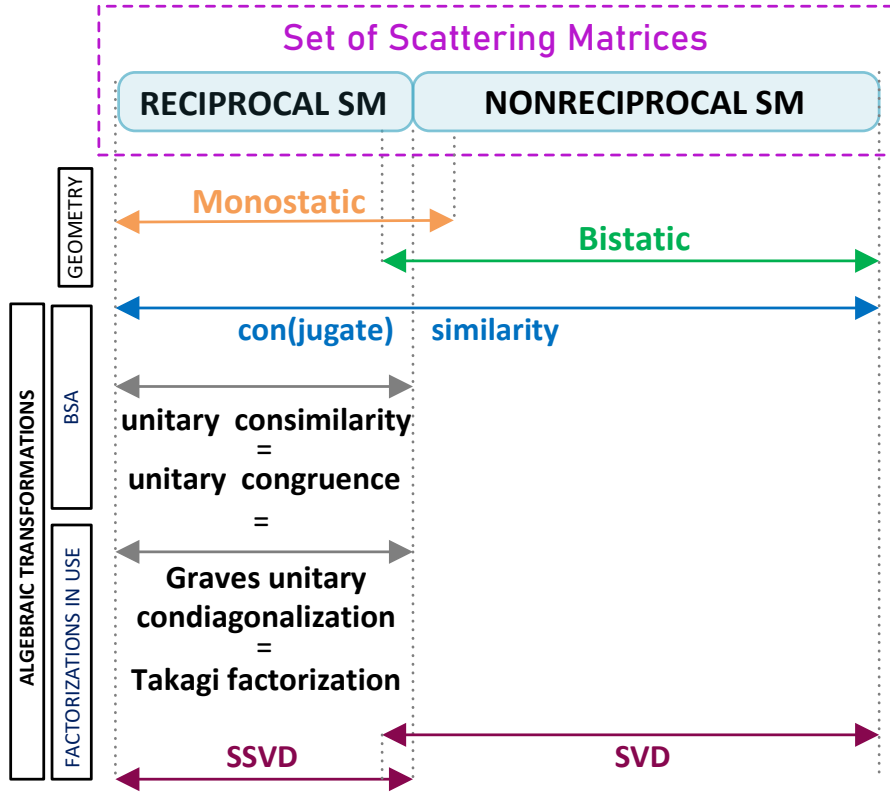 Set of Scattering Matrices
RECIPROCAL SM
NONRECIPROCAL SM
GEOMETRY
Monostatic
Bistatic
ALGEBRAIC TRANSFORMATIONS
BSA
con(jugate) similarity
unitary consimilarity
=
unitary congruence
=
FACTORIZATIONS IN USE
Graves unitary
condiagonalization
=
Takagi factorization
SSVD
SVD